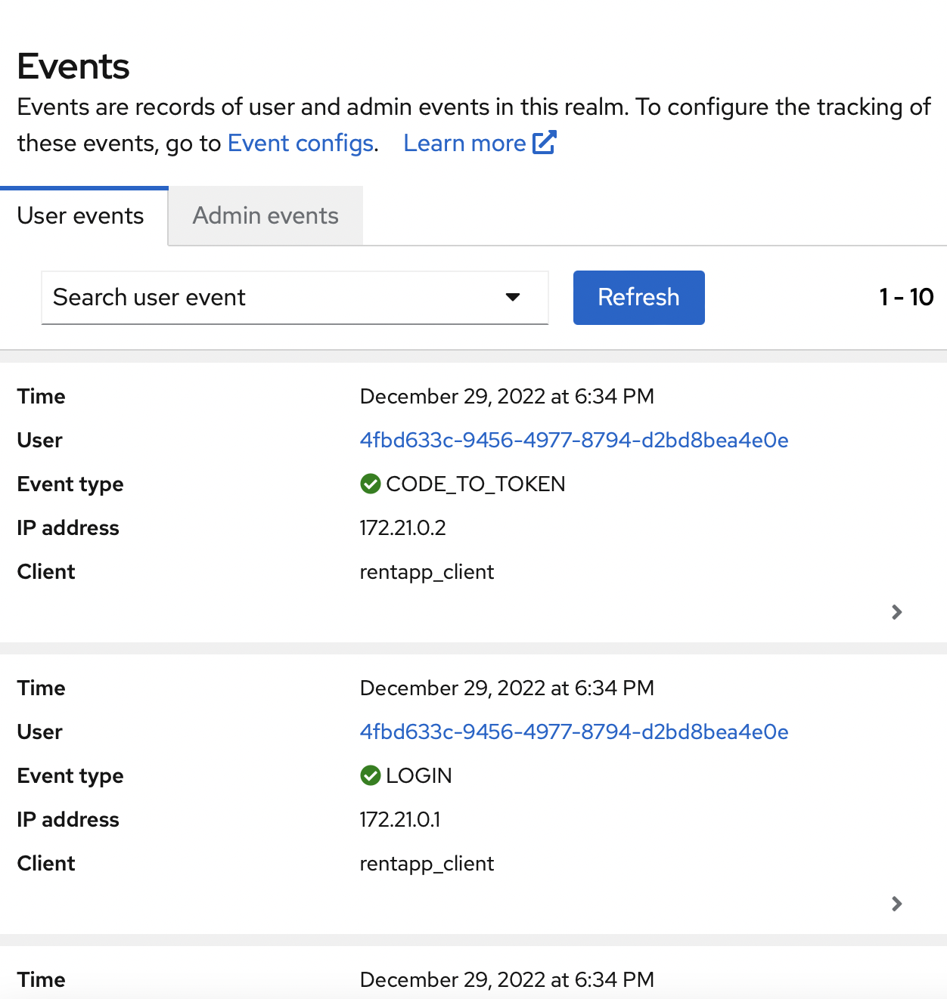 Events
Events are records of user and admin events in this realm. To configure the tracking of
these events, go to Event configs. Learn more
User events Admin events
Search user event Refresh 1 - 10
Time December 29, 2022 at 6:34 PM
User 4fbd633c-9456-4977-8794-d2bd8bea4e0e
Event type CODE_TO_TOKEN
IP address 172.21.0.2
Client rentapp_client
Time December 29, 2022 at 6:34 PM
User 4fbd633c-9456-4977-8794-d2bd8bea4e0e
Event type LOGIN
IP address 172.21.0.1
Client rentapp_client
Time December 29, 2022 at 6:34 PM